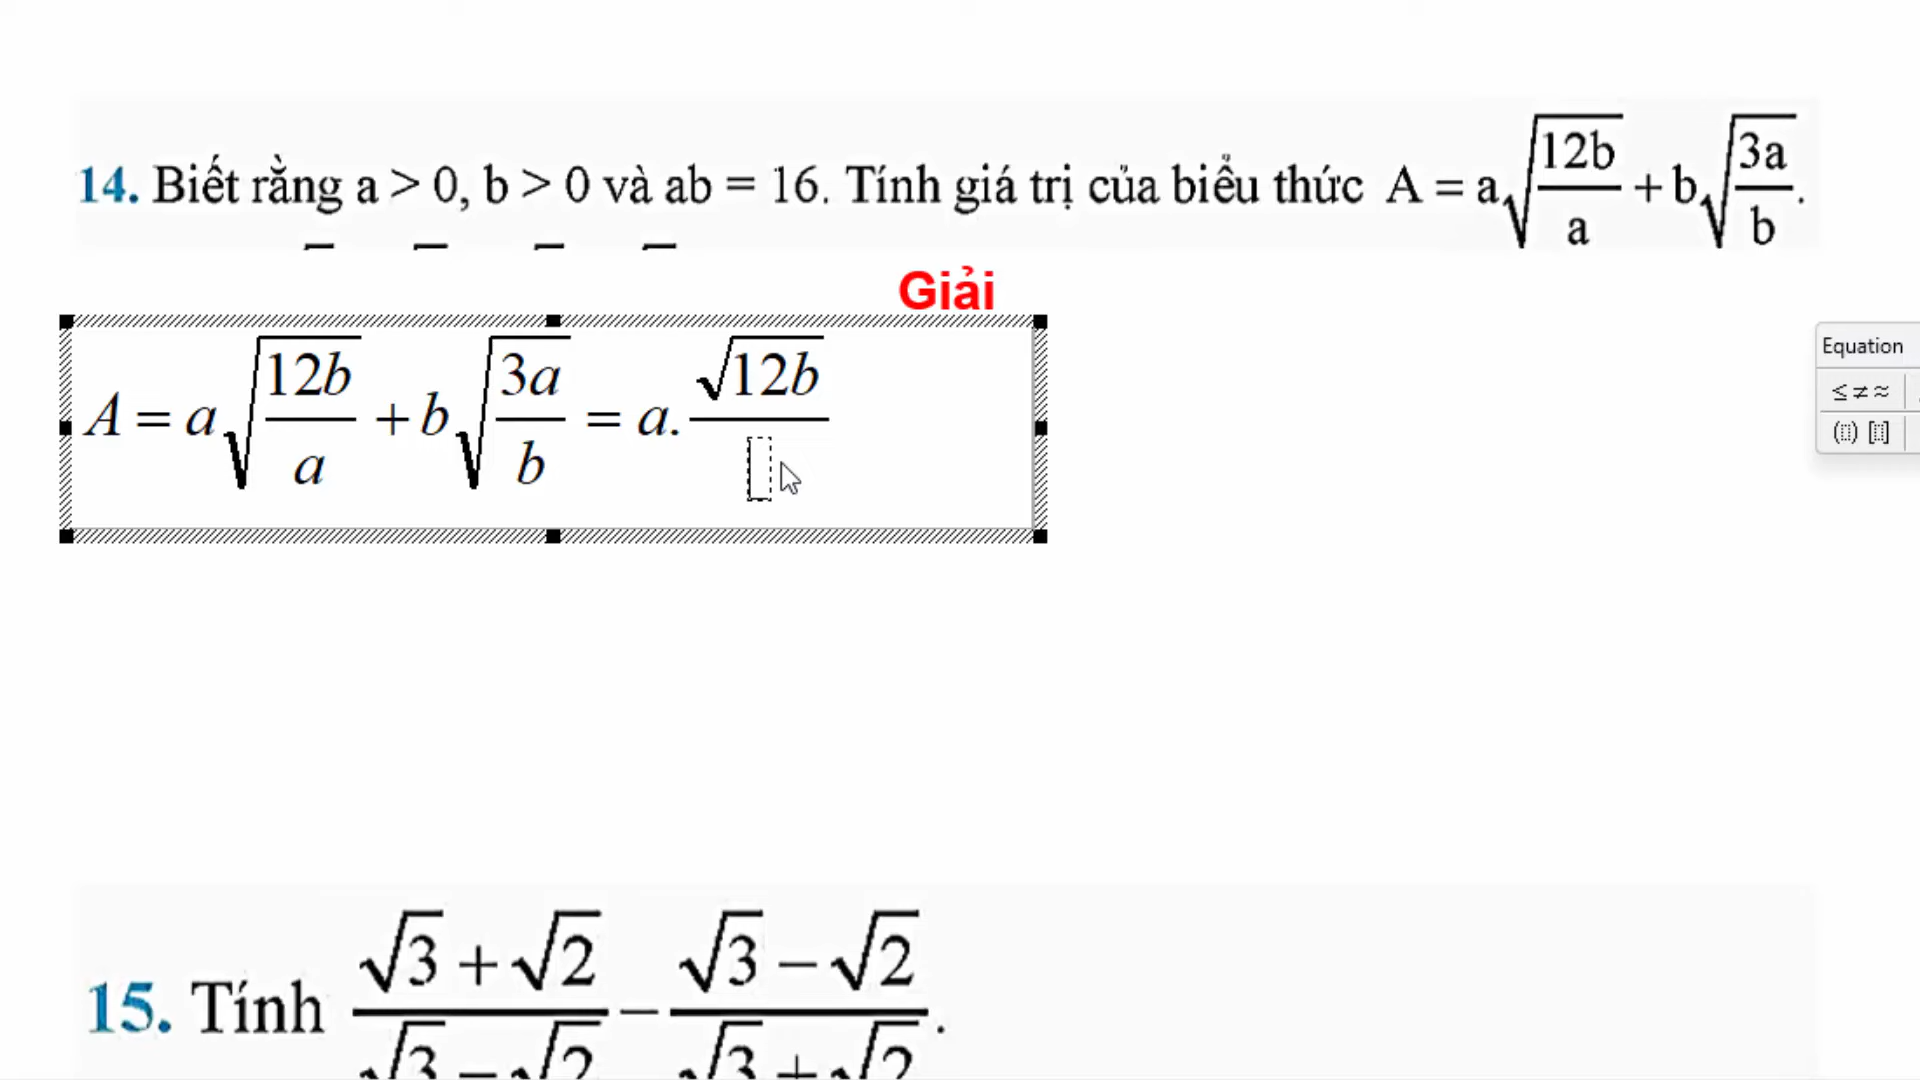 14. Biết rằng a > 0, b > 0 và ab = 16. Tính giá trị của biểu thức A = a√(12b/a) + b√(3a/b).
Giải
A = a√(12b/a) + b√(3a/b) = a.√12b/
Equation
≤≠≈
15. Tính (√3 + √2)/(√3 − √2) − (√3 − √2)/(√3 + √2).